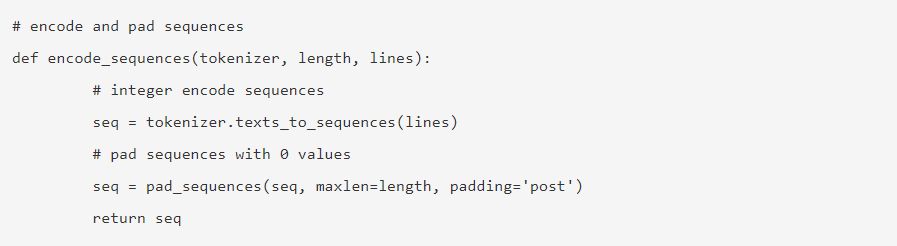 # encode and pad sequences
def encode_sequences(tokenizer, length, lines):
        # integer encode sequences
        seq = tokenizer.texts_to_sequences(lines)
        # pad sequences with 0 values
        seq = pad_sequences(seq, maxlen=length, padding='post')
        return seq